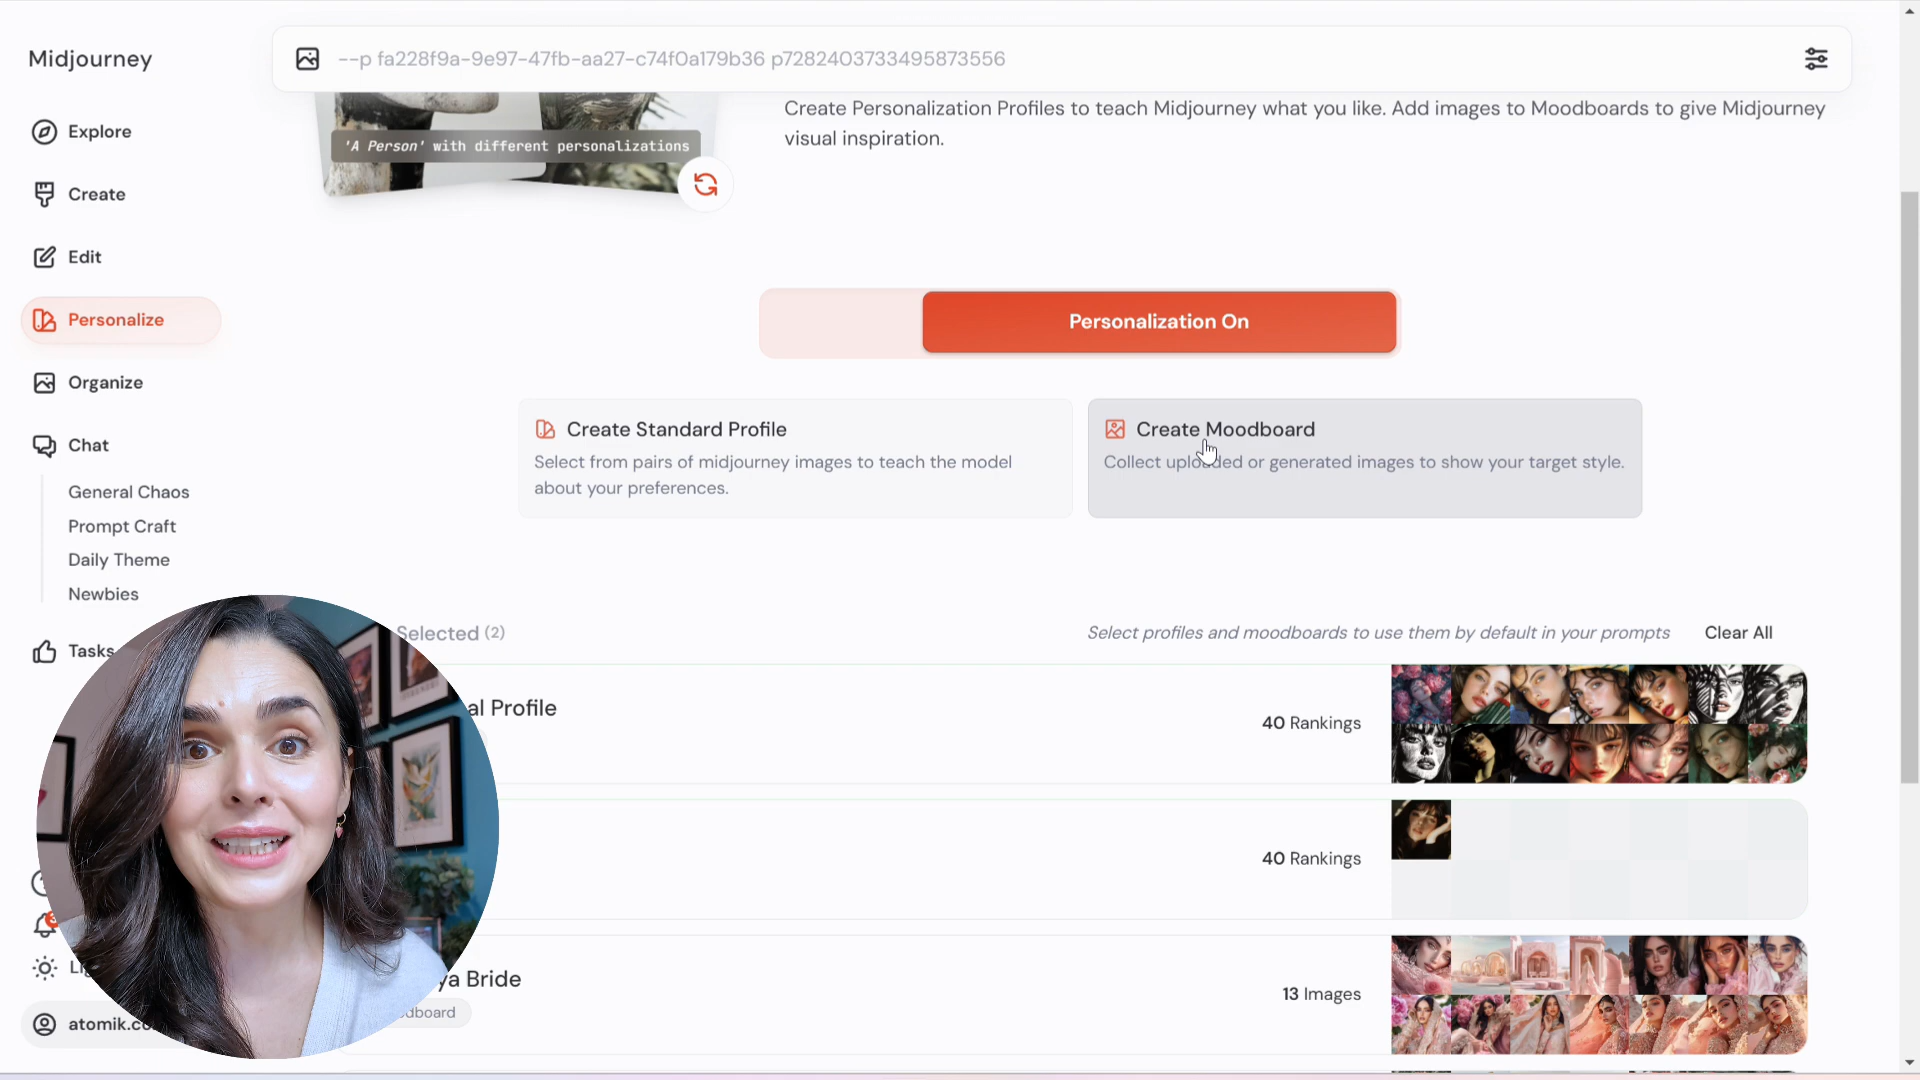 Midjourney
--p fa228f9a-9e97-47fb-aa27-c74f0a179b36 p7282403733495873556
Create Personalization Profiles to teach Midjourney what you like. Add images to Moodboards to give Midjourney
visual inspiration.
'A Person' with different personalizations
Explore
Create
Edit
Personalize
Organize
Chat
General Chaos
Prompt Craft
Daily Theme
Newbies
Tasks
Personalization On
Create Standard Profile
Select from pairs of midjourney images to teach the model
about your preferences.
Create Moodboard
Collect uploaded or generated images to show your target style.
Selected (2)
Select profiles and moodboards to use them by default in your prompts
Clear All
al Profile
40 Rankings
40 Rankings
ya Bride
dboard
13 Images
3
Li
atomik.co